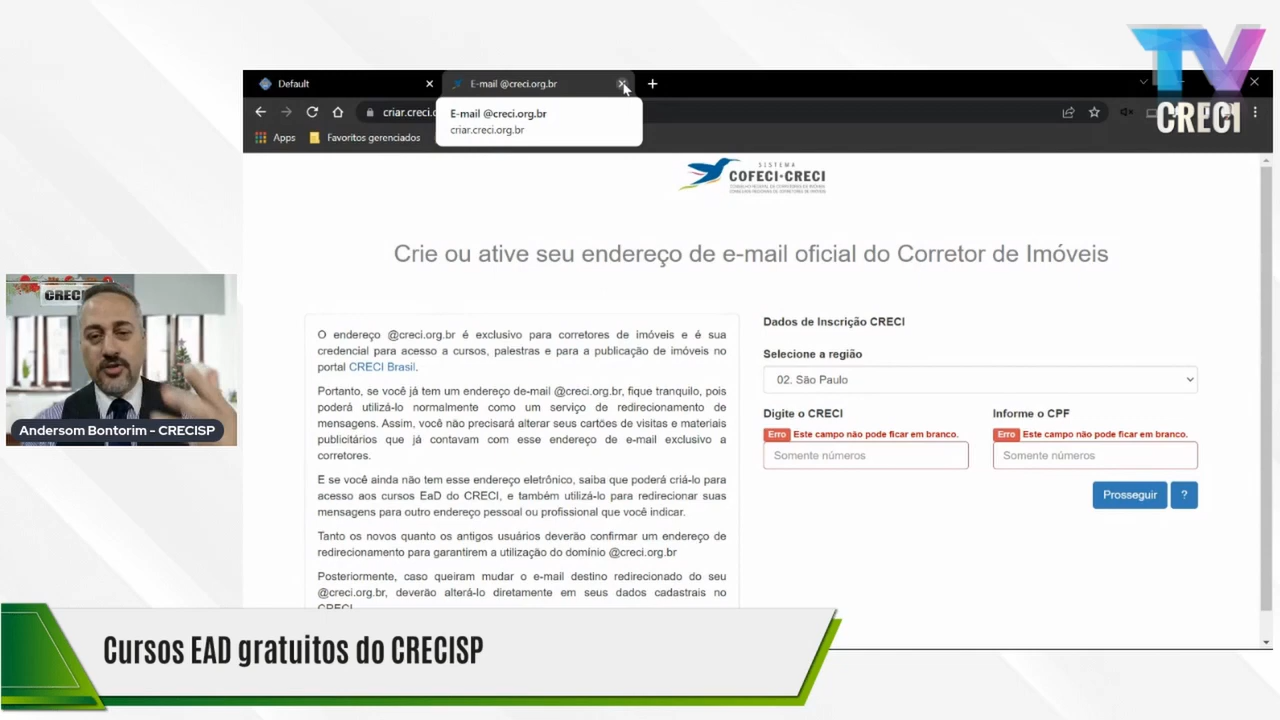 TV
CRECI
Default
E-mail @creci.org.br
criar.creci.o
E-mail @creci.org.br
criar.creci.org.br
Apps
Favoritos gerenciados
SISTEMA
COFECI-CRECI
Crie ou ative seu endereço de e-mail oficial do Corretor de Imóveis
O endereço @creci.org.br é exclusivo para corretores de imóveis e é sua
credencial para acesso a cursos, palestras e para a publicação de imóveis no
portal CRECI Brasil.
Portanto, se você já tem um endereço de-mail @creci.org.br, fique tranquilo, pois
poderá utilizá-lo normalmente como um serviço de redirecionamento de
mensagens. Assim, você não precisará alterar seus cartões de visitas e materiais
publicitários que já contavam com esse endereço de e-mail exclusivo a
corretores.
E se você ainda não tem esse endereço eletrônico, saiba que poderá criá-lo para
acesso aos cursos EaD do CRECI, e também utilizá-lo para redirecionar suas
mensagens para outro endereço pessoal ou profissional que você indicar.
Tanto os novos quanto os antigos usuários deverão confirmar um endereço de
redirecionamento para garantirem a utilização do domínio @creci.org.br
Posteriormente, caso queiram mudar o e-mail destino redirecionado do seu
@creci.org.br, deverão alterá-lo diretamente em seus dados cadastrais no
CRECI
Dados de Inscrição CRECI
Selecione a região
02. São Paulo
Digite o CRECI
Informe o CPF
Erro Este campo não pode ficar em branco.
Erro Este campo não pode ficar em branco.
Somente números
Somente números
Prosseguir
?
CRECI
Andersom Bontorim - CRECISP
Cursos EAD gratuitos do CRECISP